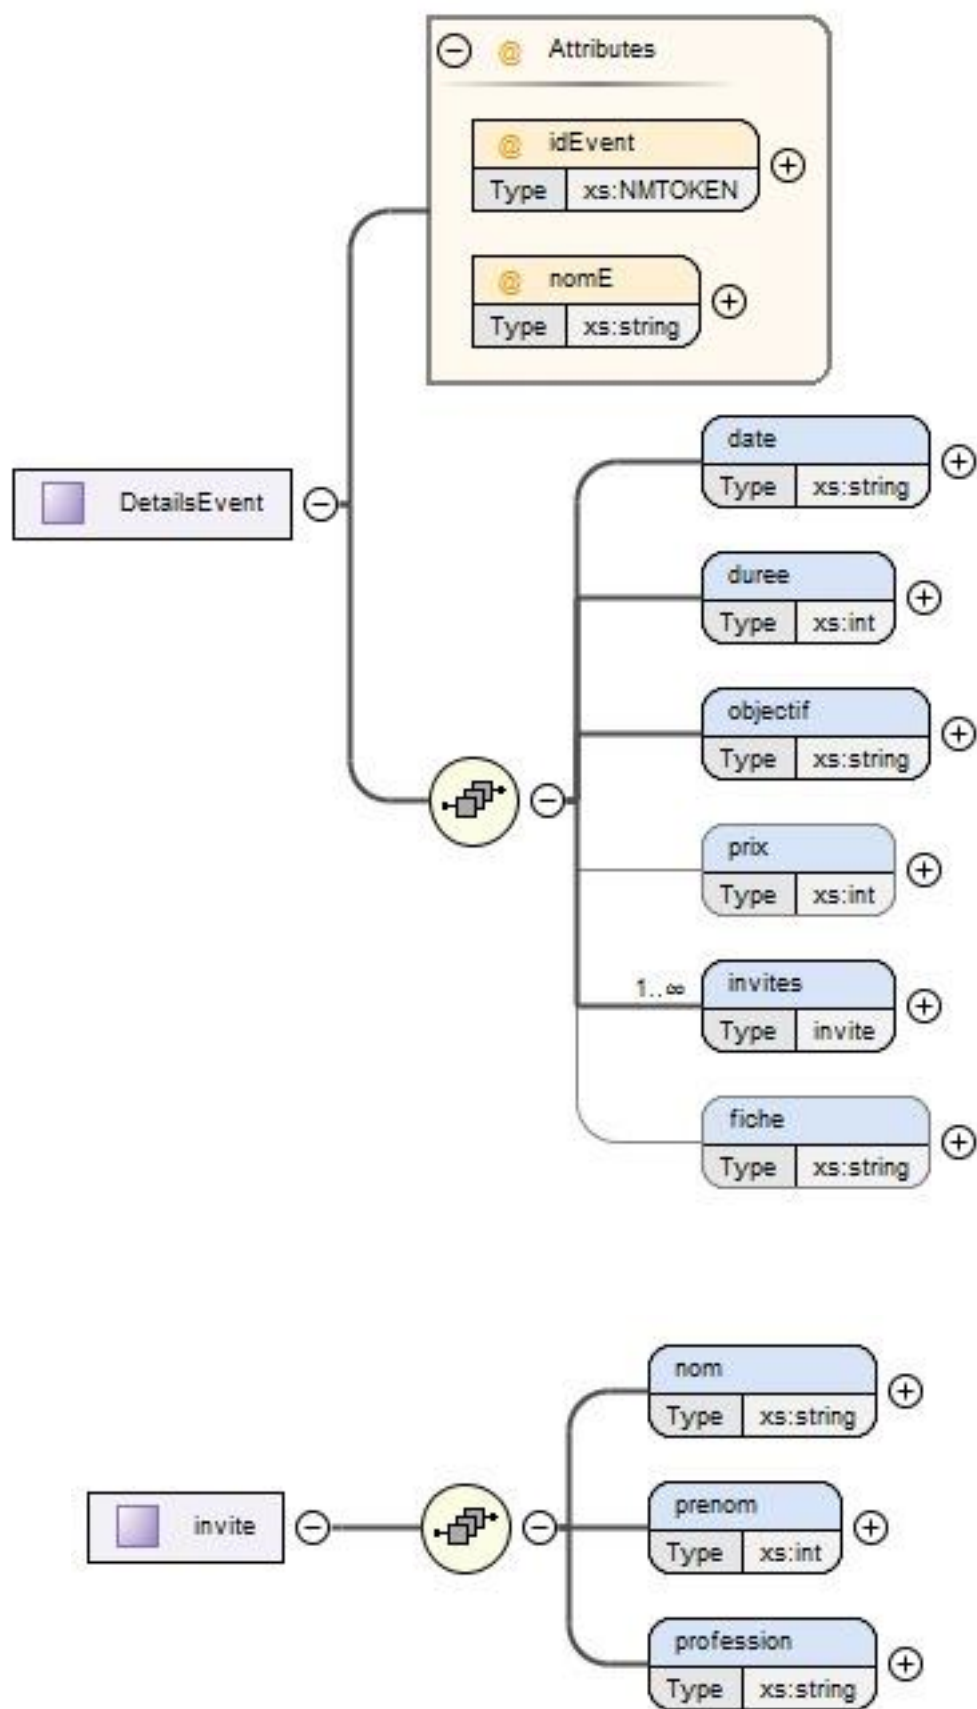 @ Attributes
@ idEvent
Type xs:NMTOKEN
@ nomE
Type xs:string
DetailsEvent
date
Type xs:string
duree
Type xs:int
objectif
Type xs:string
prix
Type xs:int
1..∞
invites
Type invite
fiche
Type xs:string
invite
nom
Type xs:string
prenom
Type xs:int
profession
Type xs:string